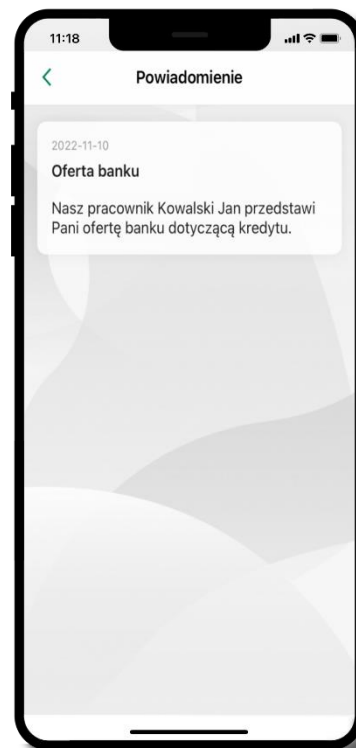 11:18
Powiadomienie
2022-11-10
Oferta banku
Nasz pracownik Kowalski Jan przedstawi
Pani ofertę banku dotyczącą kredytu.